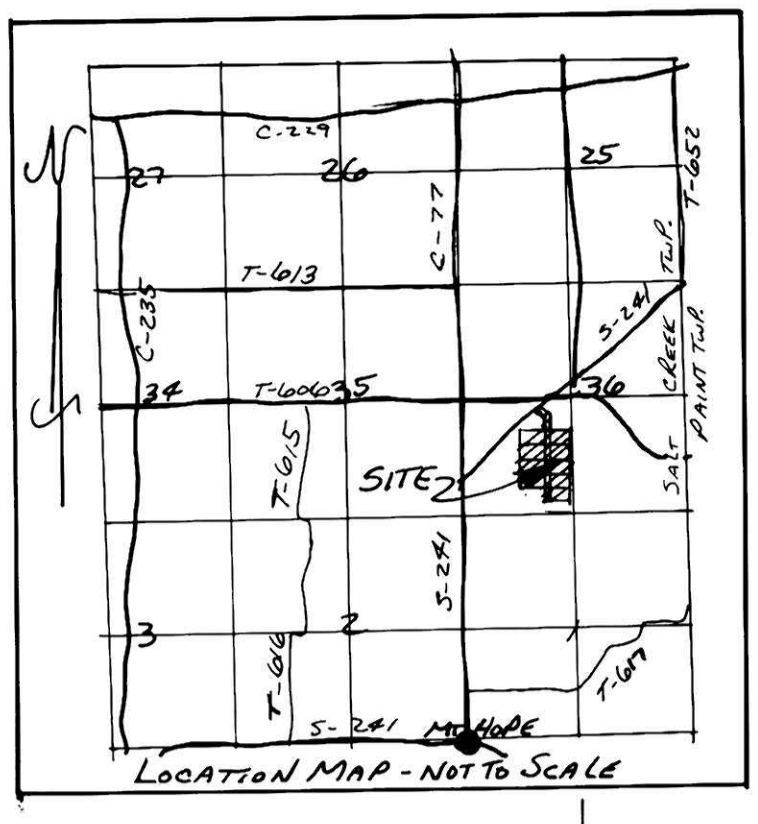 N
C-229
27
26
25
T-652
C-77
T-613
C-235
S-241
SALT CREEK TWP.
PAINT TWP.
34
T-606
35
36
T-615
SITE
S-241
3
2
1
T-616
T-617
S-241
MT. HOPE
LOCATION MAP - NOT TO SCALE